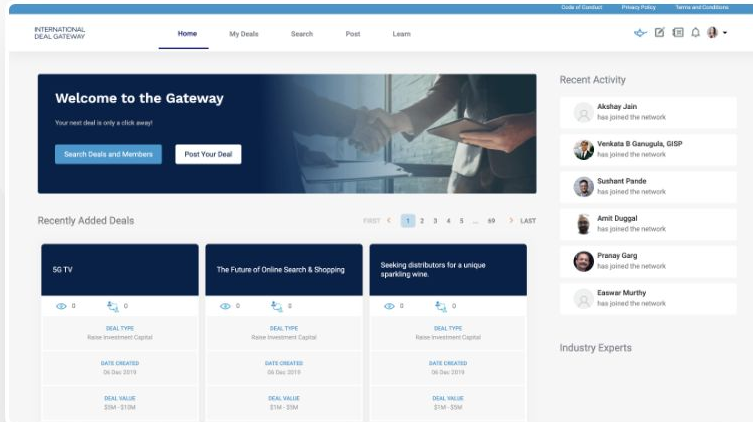 Code of Conduct Privacy Policy Terms and Conditions
INTERNATIONAL
DEAL GATEWAY
Home My Deals Search Post Learn
Welcome to the Gateway
Your next deal is only a click away!
Search Deals and Members Post Your Deal
Recently Added Deals
FIRST 1 2 3 4 5 ... 69 LAST
5G TV
0 0
DEAL TYPE
Raise Investment Capital
DATE CREATED
06 Dec 2019
DEAL VALUE
$5M - $10M
The Future of Online Search & Shopping
0 0
DEAL TYPE
Raise Investment Capital
DATE CREATED
06 Dec 2019
DEAL VALUE
$1M - $5M
Seeking distributors for a unique
sparkling wine.
0 0
DEAL TYPE
Raise Investment Capital
DATE CREATED
06 Dec 2019
DEAL VALUE
$1M - $5M
Recent Activity
Akshay Jain
has joined the network
Venkata B Ganugula, GISP
has joined the network
Sushant Pande
has joined the network
Amit Duggal
has joined the network
Pranay Garg
has joined the network
Easwar Murthy
has joined the network
Industry Experts